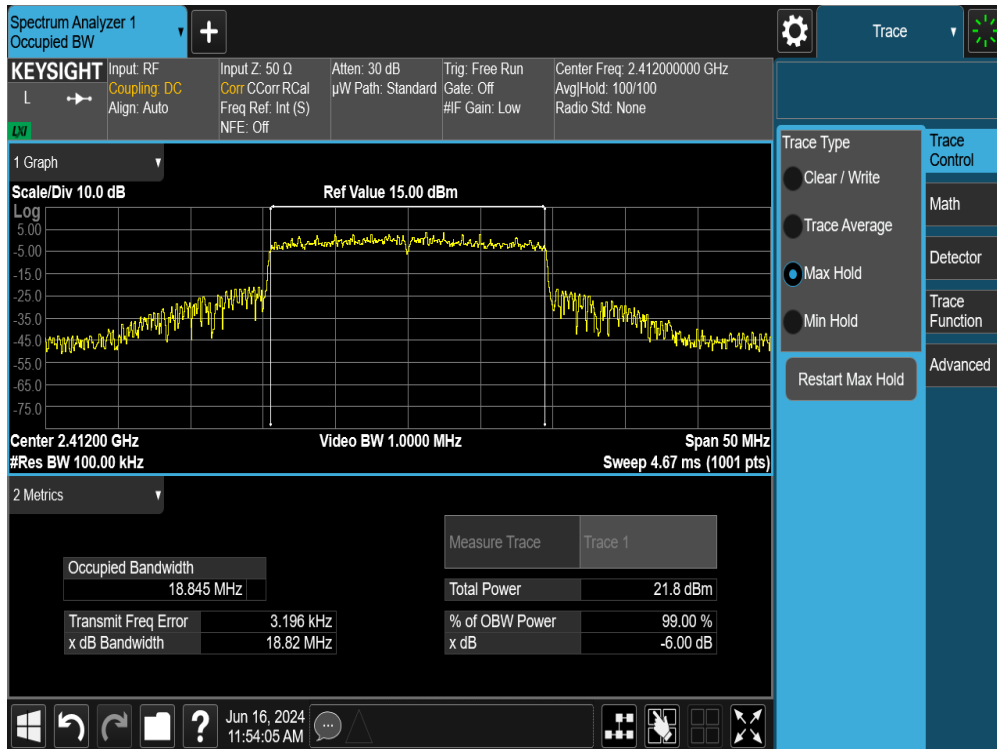 Spectrum Analyzer 1
Occupied BW
+
Trace
KEYSIGHT
L
LXI
Input: RF
Coupling: DC
Align: Auto
Input Z: 50 Ω
Corr CCorr RCal
Freq Ref: Int (S)
NFE: Off
Atten: 30 dB
µW Path: Standard
Trig: Free Run
Gate: Off
#IF Gain: Low
Center Freq: 2.412000000 GHz
Avg|Hold: 100/100
Radio Std: None
1 Graph
Scale/Div 10.0 dB
Ref Value 15.00 dBm
Log
5.00
-5.00
-15.0
-25.0
-35.0
-45.0
-55.0
-65.0
-75.0
Center 2.41200 GHz
Video BW 1.0000 MHz
Span 50 MHz
#Res BW 100.00 kHz
Sweep 4.67 ms (1001 pts)
2 Metrics
Measure Trace Trace 1
Occupied Bandwidth
18.845 MHz
Total Power 21.8 dBm
Transmit Freq Error 3.196 kHz
% of OBW Power 99.00 %
x dB Bandwidth 18.82 MHz
x dB -6.00 dB
Trace Type
Clear / Write
Trace Average
Max Hold
Min Hold
Restart Max Hold
Trace
Control
Math
Detector
Trace
Function
Advanced
?
Jun 16, 2024
11:54:05 AM